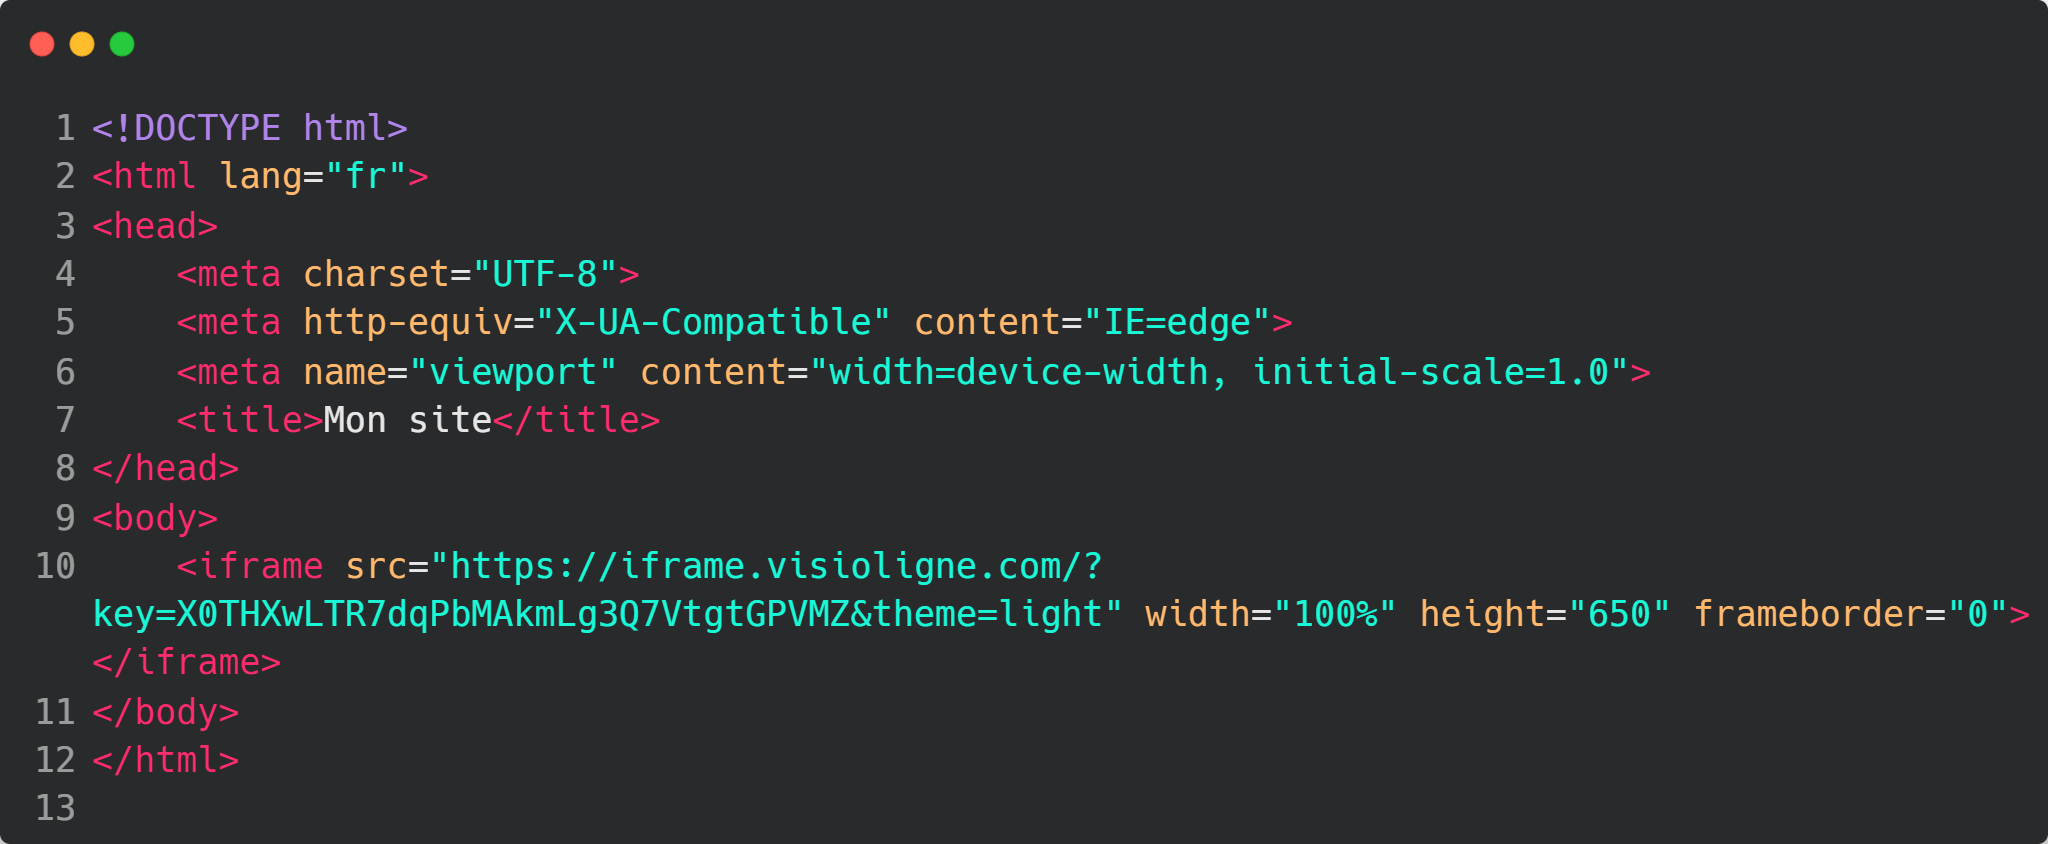 1 <!DOCTYPE html>
2 <html lang="fr">
3 <head>
4     <meta charset="UTF-8">
5     <meta http-equiv="X-UA-Compatible" content="IE=edge">
6     <meta name="viewport" content="width=device-width, initial-scale=1.0">
7     <title>Mon site</title>
8 </head>
9 <body>
10     <iframe src="https://iframe.visioligne.com/?
key=X0THXwLTR7dqPbMAkmLg3Q7VtgtGPVMZ&theme=light" width="100%" height="650" frameborder="0">
</iframe>
11 </body>
12 </html>
13